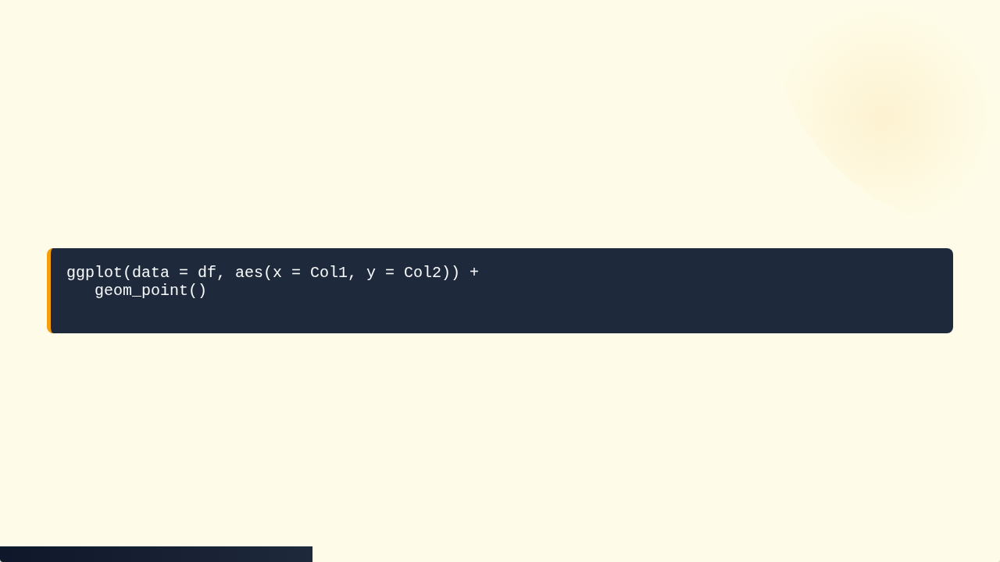 ggplot(data = df, aes(x = Col1, y = Col2)) +
   geom_point()